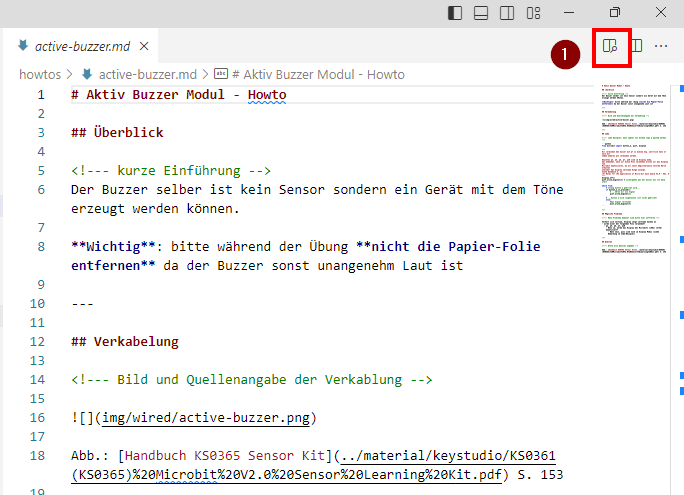 active-buzzer.md
1
howtos > active-buzzer.md > abc # Aktiv Buzzer Modul - Howto
1 # Aktiv Buzzer Modul - Howto
2
3 ## Überblick
4
5 <!--- kurze Einführung -->
6 Der Buzzer selber ist kein Sensor sondern ein Gerät mit dem Töne
erzeugt werden können.
7
8 **Wichtig**: bitte während der Übung **nicht die Papier-Folie
entfernen** da der Buzzer sonst unangenehm Laut ist
9
10 ---
11
12 ## Verkabelung
13
14 <!--- Bild und Quellenangabe der Verkablung -->
15
16 ![](img/wired/active-buzzer.png)
17
18 Abb.: [Handbuch KS0365 Sensor Kit](../material/keystudio/KS0361
(KS0365)%20Microbit%20V2.0%20Sensor%20Learning%20Kit.pdf) S. 153
19